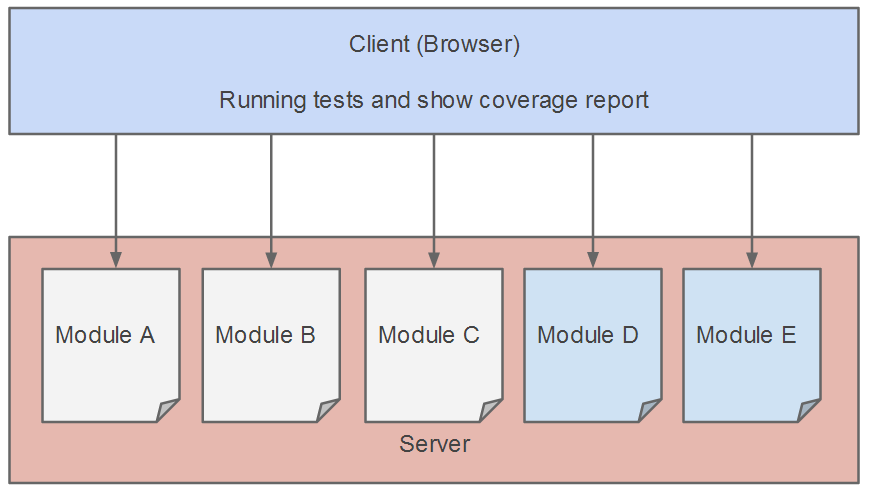 Client (Browser)
Running tests and show coverage report
Module A
Module B
Module C
Module D
Module E
Server